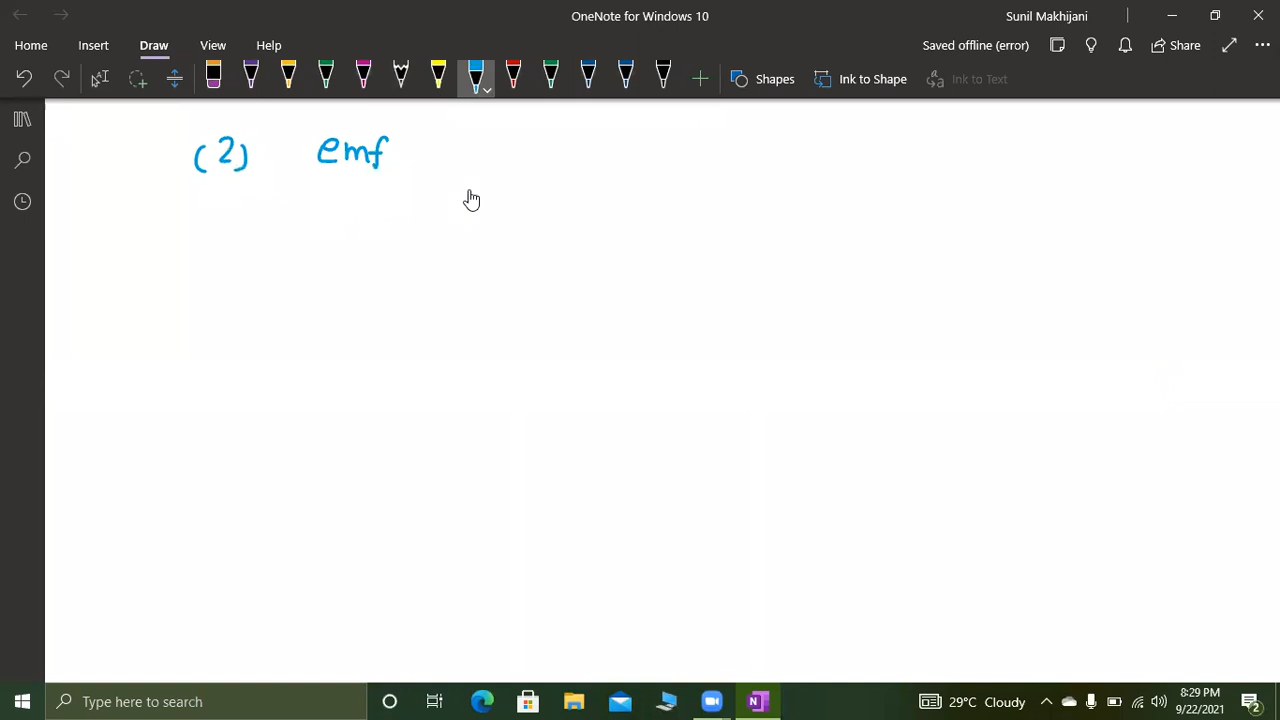 OneNote for Windows 10
Sunil Makhijani
Home Insert Draw View Help
Saved offline (error)
Share
Shapes
Ink to Shape
Ink to Text
(2) emf
Type here to search
29°C Cloudy
8:29 PM
9/22/2021
2